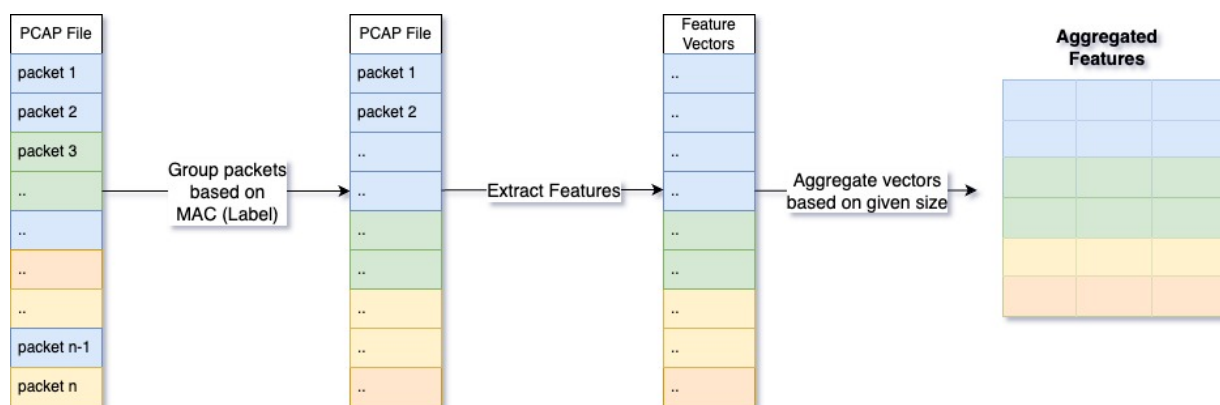 PCAP File
packet 1
packet 2
packet 3
..
..
..
..
packet n-1
packet n
Group packets
based on
MAC (Label)
PCAP File
packet 1
packet 2
..
..
..
..
..
..
..
Extract Features
Feature
Vectors
..
..
..
..
..
..
..
..
..
Aggregate vectors
based on given size
Aggregated
Features